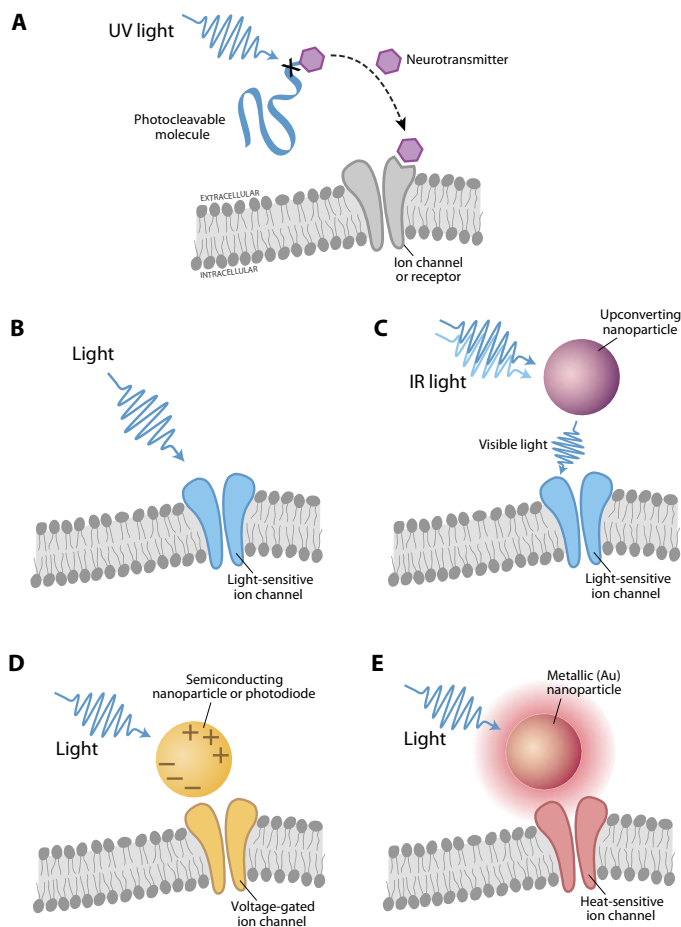 A
UV light
Neurotransmitter
Photocleavable
molecule
EXTRACELLULAR
INTRACELLULAR
Ion channel
or receptor
B
Light
Light-sensitive
ion channel
C
Upconverting
nanoparticle
IR light
Visible light
Light-sensitive
ion channel
D
Semiconducting
nanoparticle or photodiode
Light
Voltage-gated
ion channel
E
Metallic (Au)
nanoparticle
Light
Heat-sensitive
ion channel